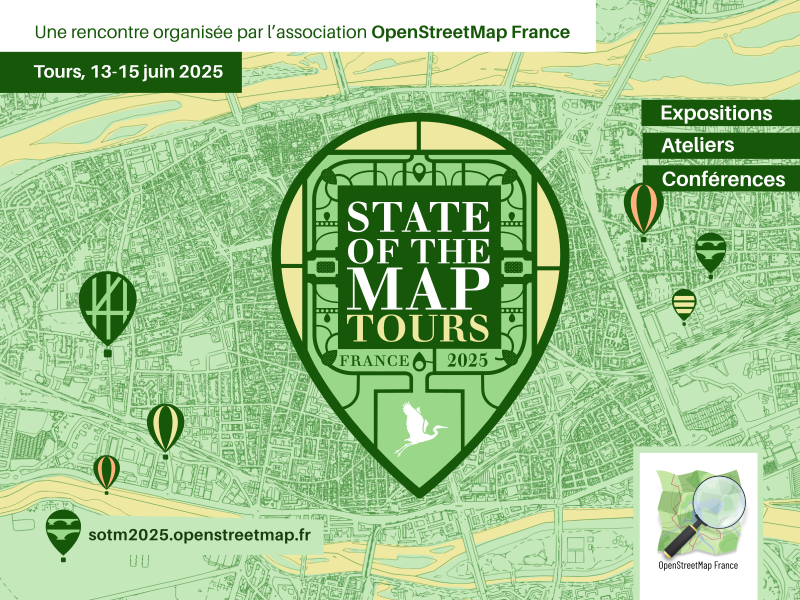 Une rencontre organisée par l’association OpenStreetMap France
Tours, 13-15 juin 2025
Expositions
Ateliers
Conférences
STATE
OF THE
MAP
TOURS
FRANCE 2025
sotm2025.openstreetmap.fr
OpenStreetMap France